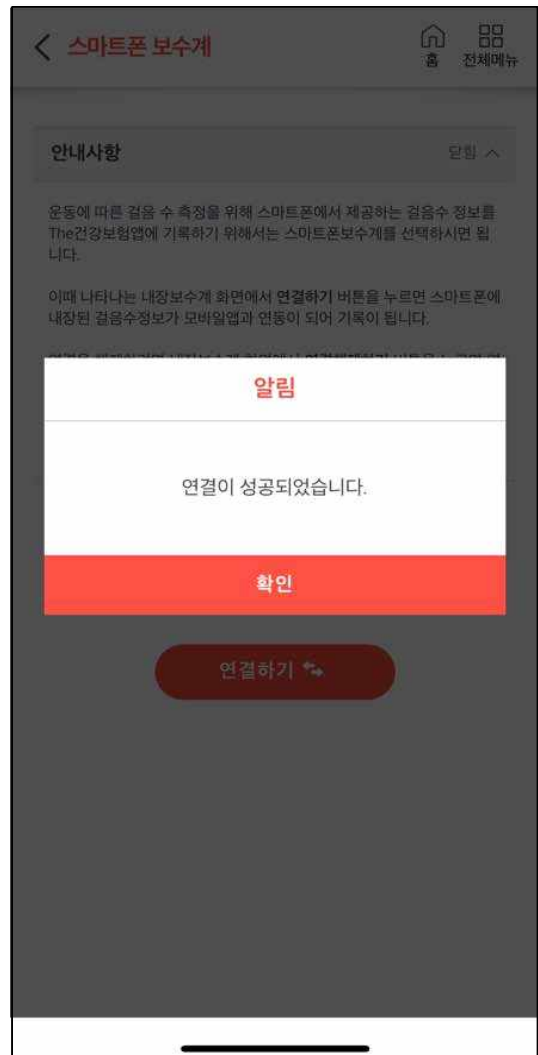 스마트폰 보수계
홈
전체메뉴
안내사항
닫힘
운동에 따른 걸음 수 측정을 위해 스마트폰에서 제공하는 걸음수 정보를
The건강보험앱에 기록하기 위해서는 스마트폰보수계를 선택하시면 됩
니다.
이때 나타나는 내장보수계 화면에서 연결하기 버튼을 누르면 스마트폰에
내장된 걸음수정보가 모바일앱과 연동이 되어 기록이 됩니다.
알림
연결이 성공되었습니다.
확인
연결하기